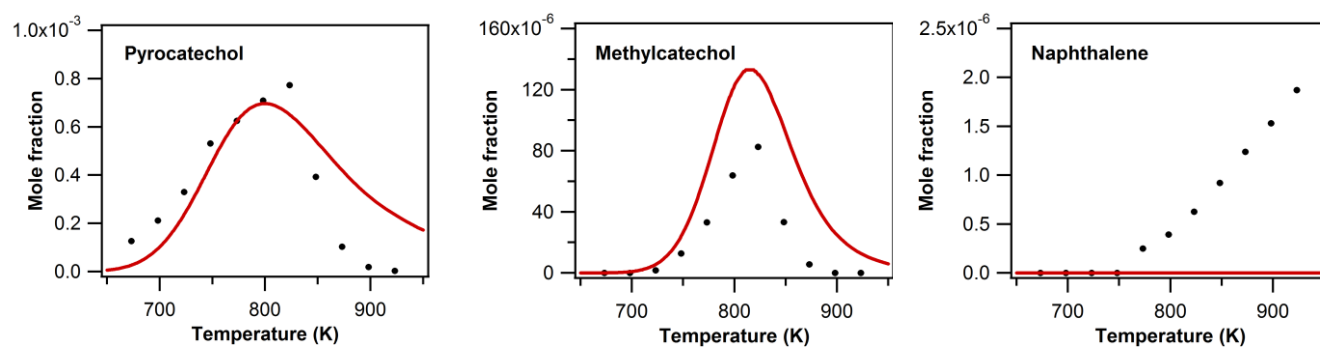 1.0x10⁻³
Pyrocatechol
0.8
0.6
0.4
0.2
0.0
Mole fraction
700
800
900
Temperature (K)
160x10⁻⁶
Methylcatechol
120
80
40
0
Mole fraction
700
800
900
Temperature (K)
2.5x10⁻⁶
Naphthalene
2.0
1.5
1.0
0.5
0.0
Mole fraction
700
800
900
Temperature (K)